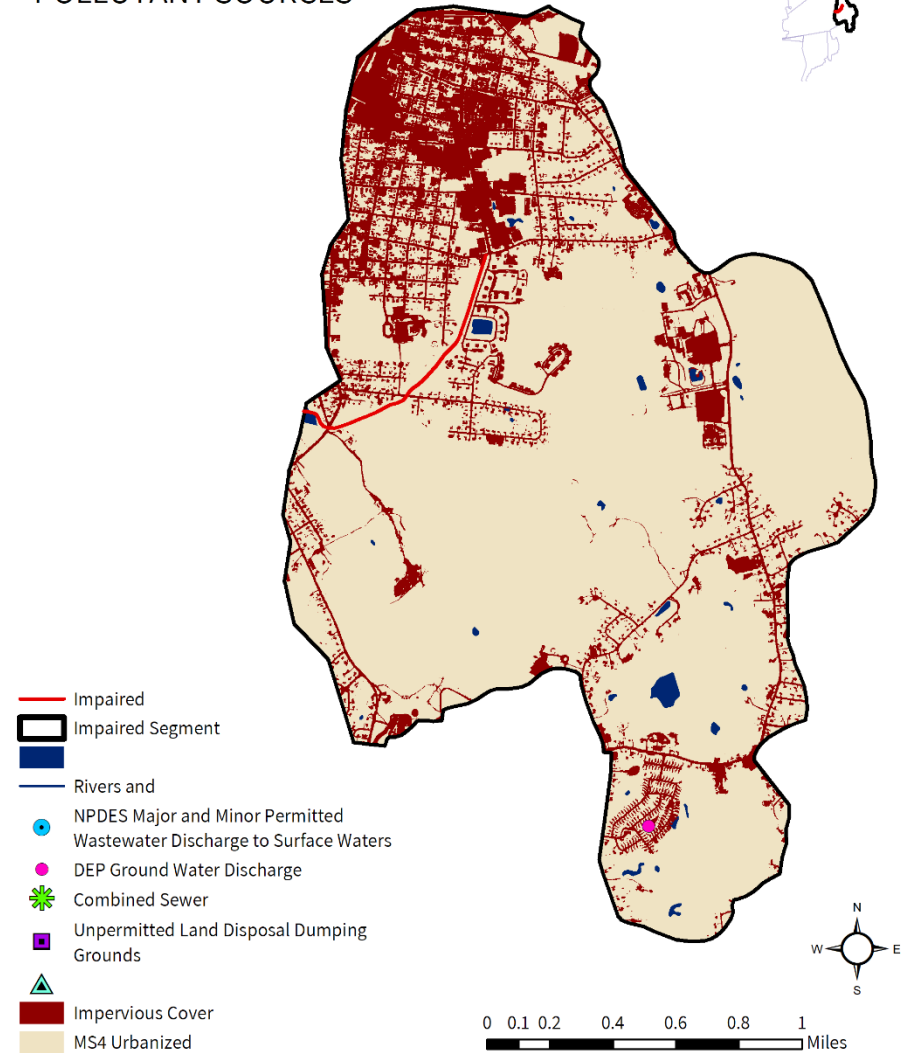 POLLUTANT SOURCES
Impaired
Impaired Segment
Rivers and
NPDES Major and Minor Permitted
Wastewater Discharge to Surface Waters
DEP Ground Water Discharge
Combined Sewer
Unpermitted Land Disposal Dumping
Grounds
Impervious Cover
MS4 Urbanized
N
W E
S
0 0.1 0.2 0.4 0.6 0.8 1
Miles